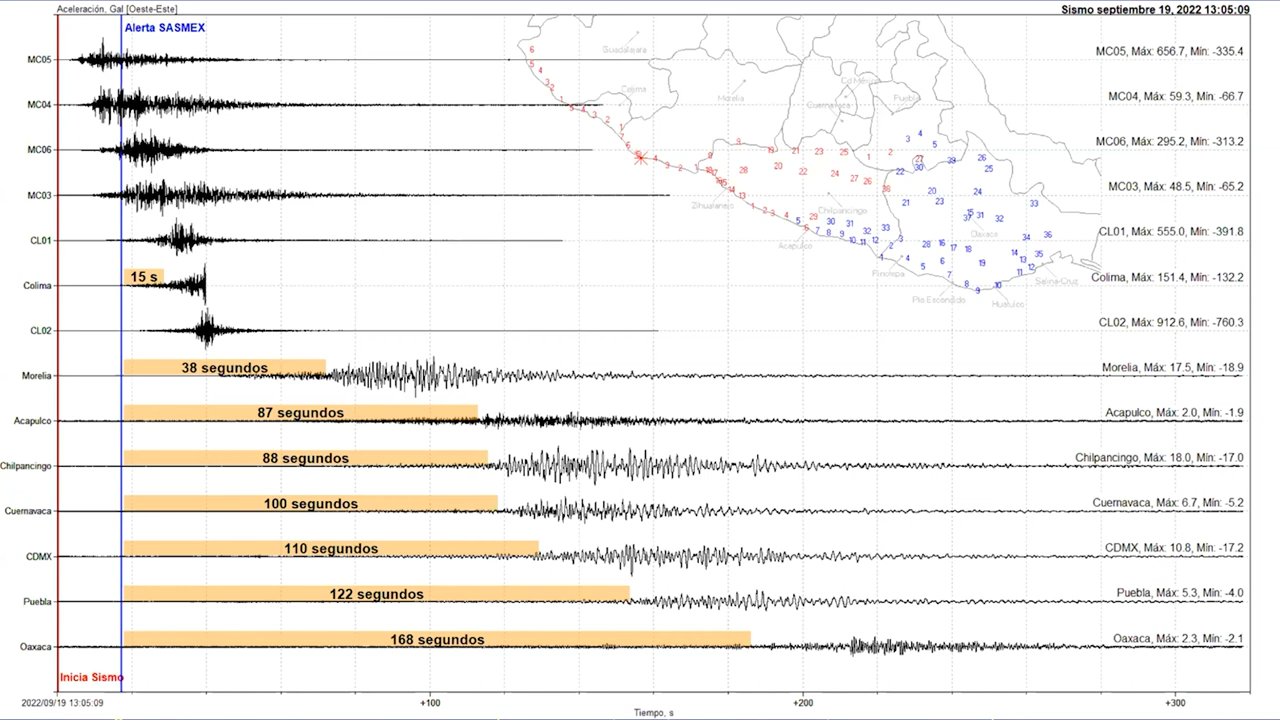 Aceleración, Gal [Oeste-Este]
Sismo septiembre 19, 2022 13:05:09
Alerta SASMEX
MC05
MC05, Máx: 656.7, Mín: -335.4
MC04
MC04, Máx: 59.3, Mín: -66.7
MC06
MC06, Máx: 295.2, Mín: -313.2
MC03
MC03, Máx: 48.5, Mín: -65.2
CL01
CL01, Máx: 555.0, Mín: -391.8
15 s
Colima
Colima, Máx: 151.4, Mín: -132.2
CL02
CL02, Máx: 912.6, Mín: -760.3
Guadalajara
Colima
Morelia
Cd México
Cuernavaca
Puebla
Zihuatanejo
Chilpancingo
Acapulco
Oaxaca
Pinotepa
Pto.Escondido
Huatulco
Salina Cruz
38 segundos
Morelia
Morelia, Máx: 17.5, Mín: -18.9
87 segundos
Acapulco
Acapulco, Máx: 2.0, Mín: -1.9
88 segundos
Chilpancingo
Chilpancingo, Máx: 18.0, Mín: -17.0
100 segundos
Cuernavaca
Cuernavaca, Máx: 6.7, Mín: -5.2
110 segundos
CDMX
CDMX, Máx: 10.8, Mín: -17.2
122 segundos
Puebla
Puebla, Máx: 5.3, Mín: -4.0
168 segundos
Oaxaca
Oaxaca, Máx: 2.3, Mín: -2.1
Inicia Sismo
2022/09/19 13:05:09
+100
+200
+300
Tiempo, s